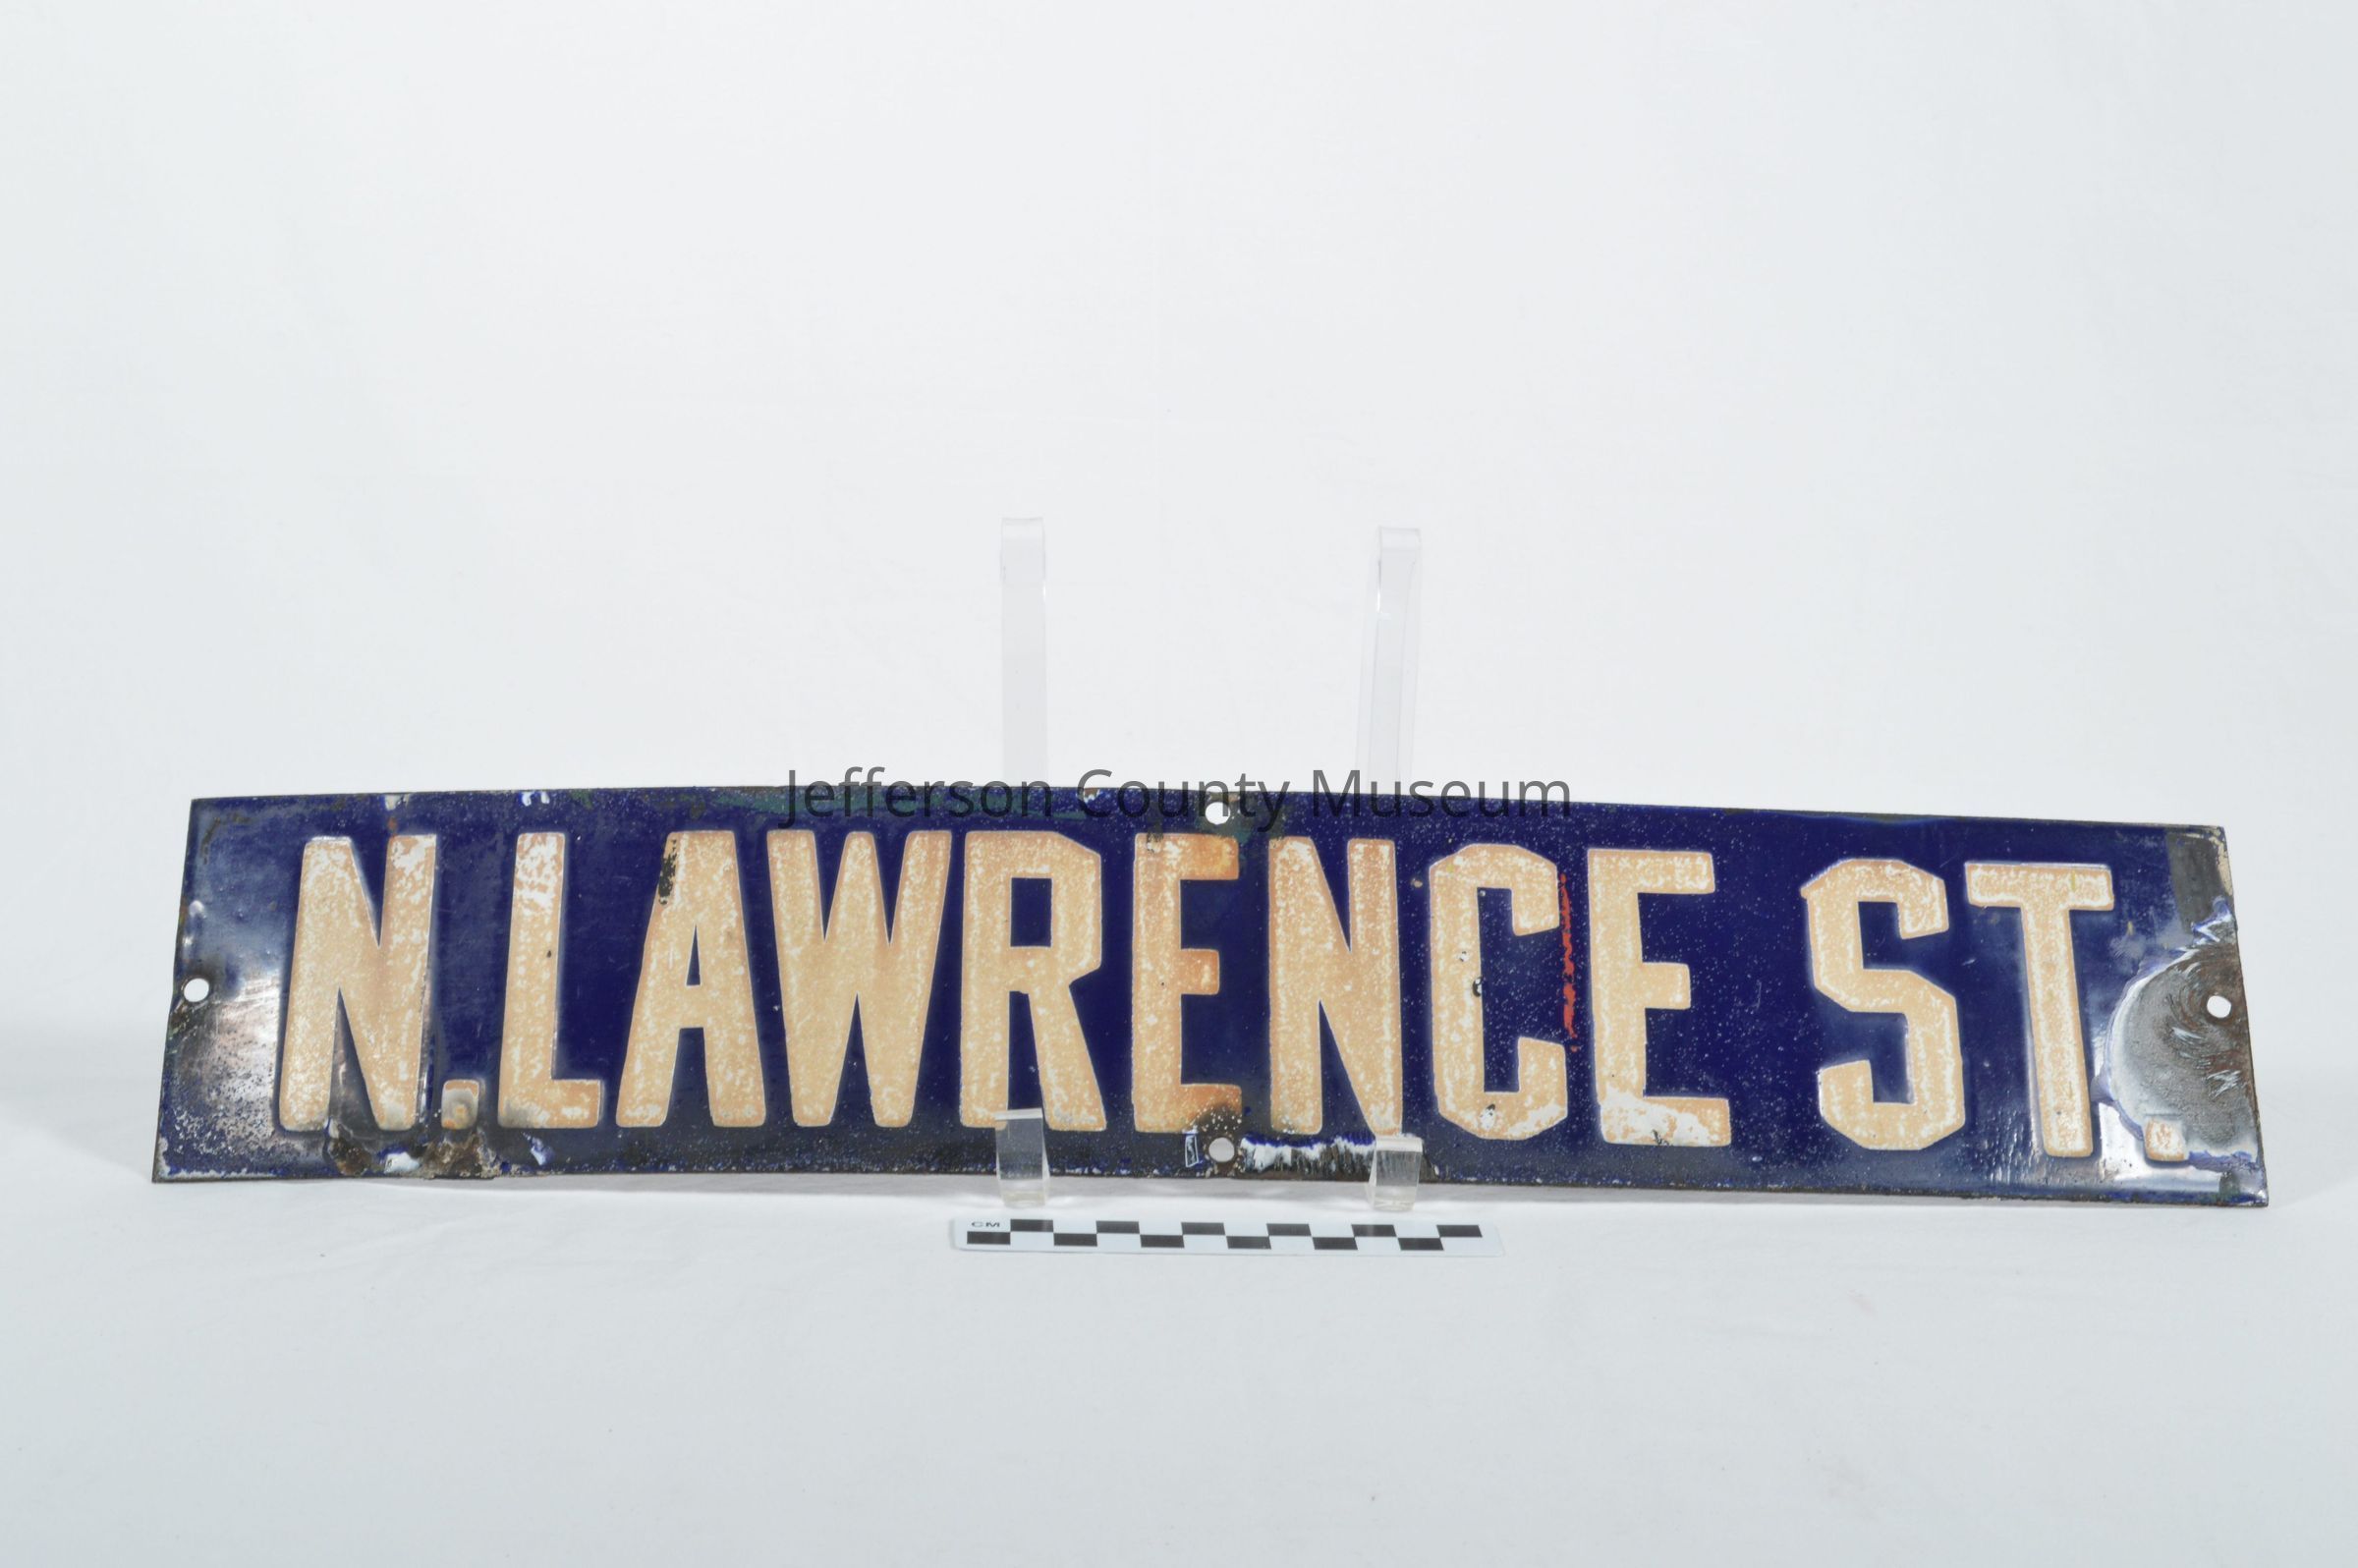 Jefferson County Museum
N. LAWRENCE ST.
CM